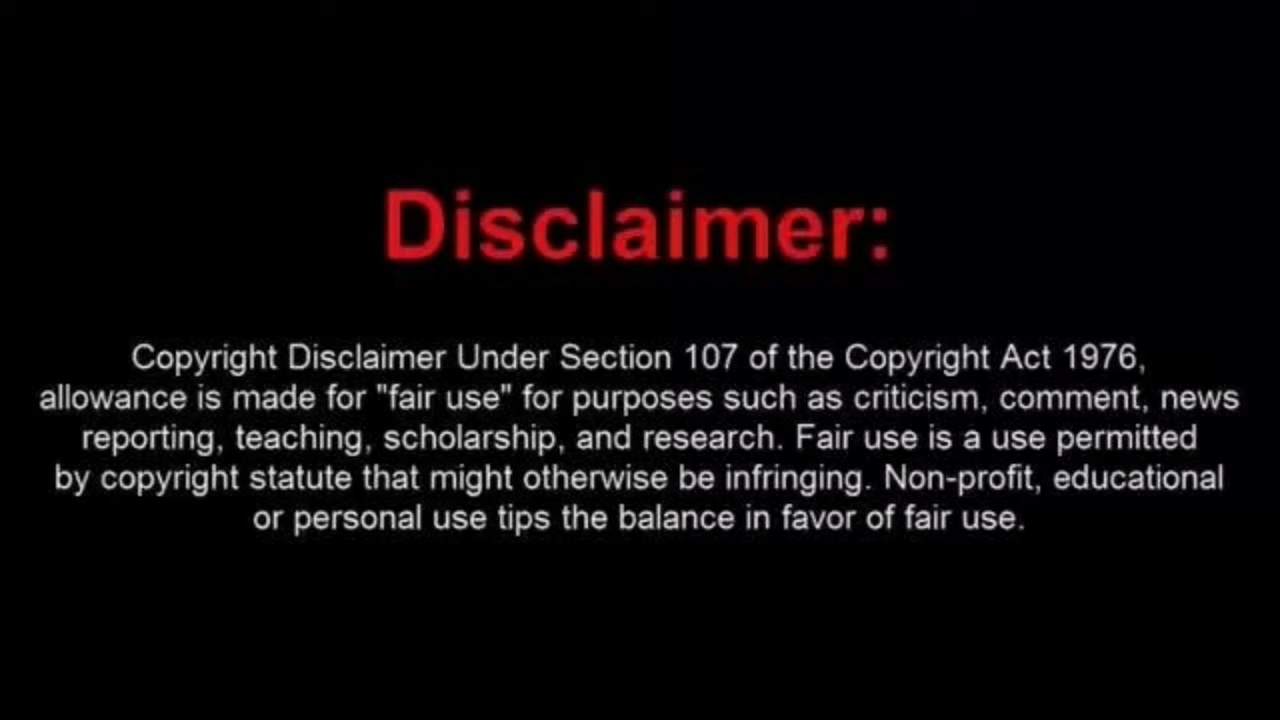 Disclaimer:
Copyright Disclaimer Under Section 107 of the Copyright Act 1976,
allowance is made for "fair use" for purposes such as criticism, comment, news
reporting, teaching, scholarship, and research. Fair use is a use permitted
by copyright statute that might otherwise be infringing. Non-profit, educational
or personal use tips the balance in favor of fair use.